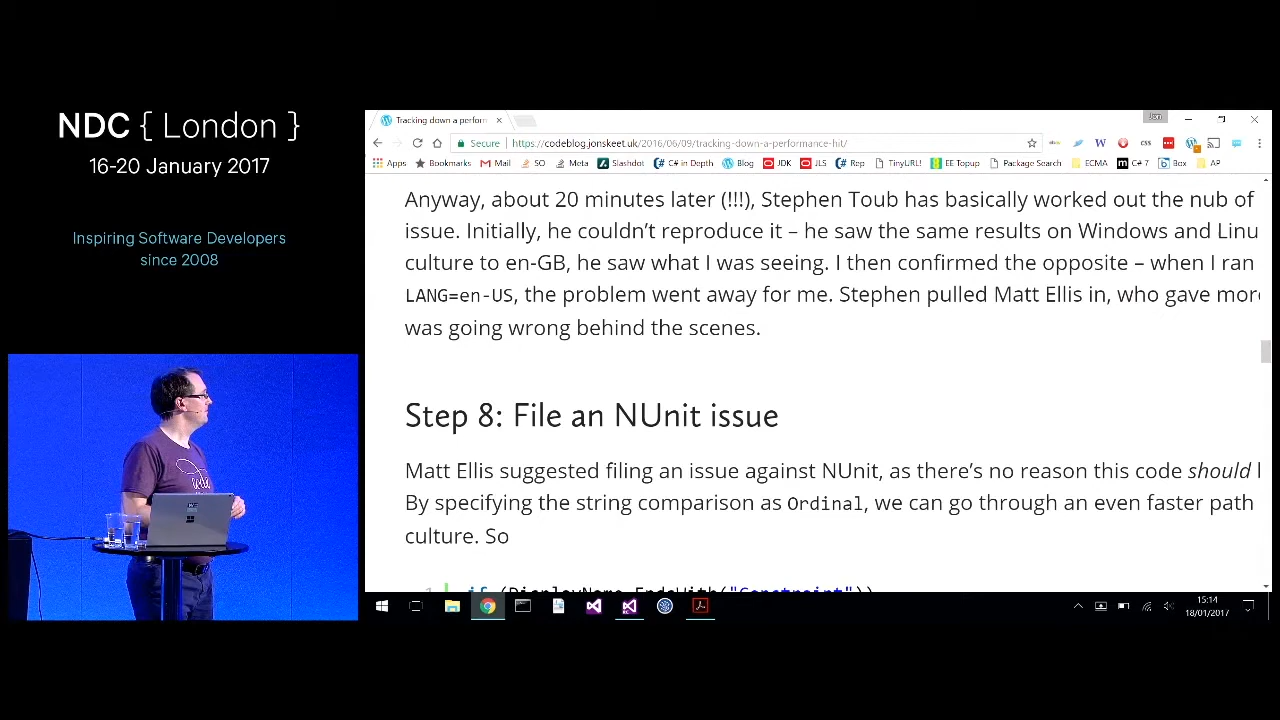 NDC { London }
16-20 January 2017
Inspiring Software Developers
since 2008
Tracking down a perform
Jon
Secure
https://codeblog.jonskeet.uk/2016/06/09/tracking-down-a-performance-hit/
Apps
Bookmarks
Mail
SO
Meta
Slashdot
C# in Depth
Blog
JDK
JLS
C# Rep
TinyURL!
EE Topup
Package Search
ECMA
C# 7
Box
AP
Anyway, about 20 minutes later (!!!), Stephen Toub has basically worked out the nub of
issue. Initially, he couldn't reproduce it – he saw the same results on Windows and Linu
culture to en-GB, he saw what I was seeing. I then confirmed the opposite – when I ran
LANG=en-US, the problem went away for me. Stephen pulled Matt Ellis in, who gave more
was going wrong behind the scenes.
Step 8: File an NUnit issue
Matt Ellis suggested filing an issue against NUnit, as there's no reason this code should
By specifying the string comparison as Ordinal, we can go through an even faster path
culture. So
1 if (DisplayName.EndsWith("Constraint"))
15:14
18/01/2017